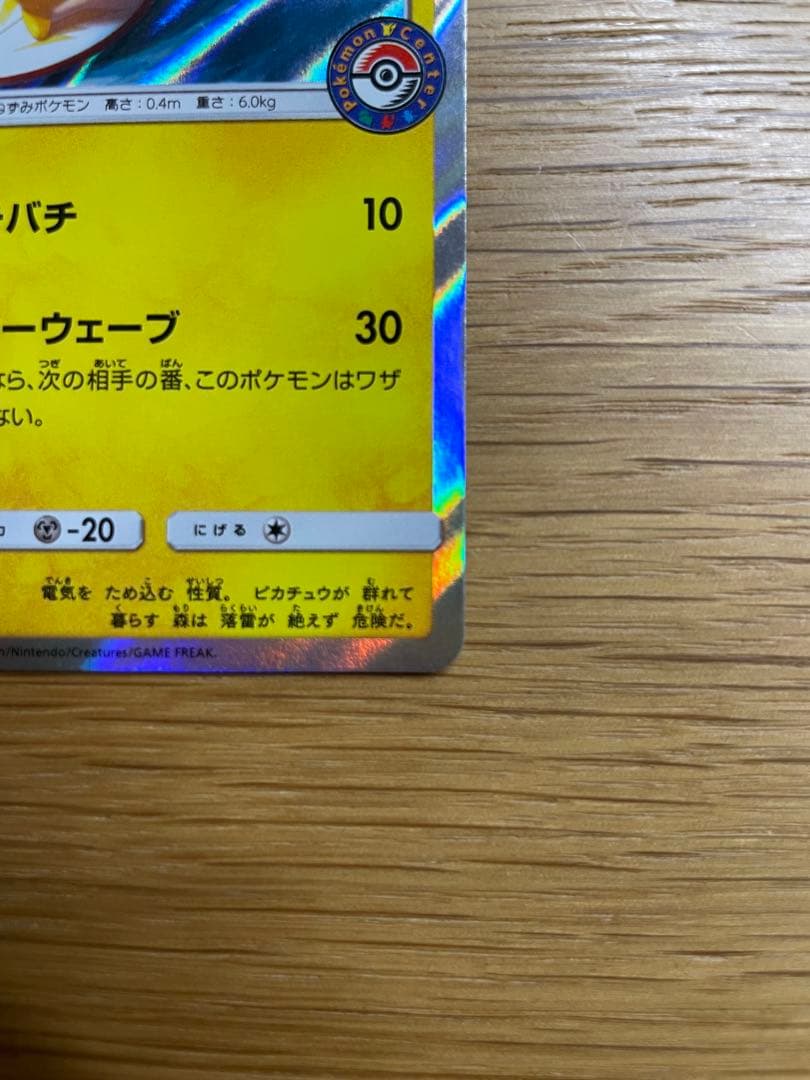 Pokémon Center
ねずみポケモン 高さ:0.4m 重さ:6.0kg
バチ 10
ーウェーブ 30
なら、次の相手の番、このポケモンはワザ
ない。
-20 にげる
電気を ため込む 性質。 ピカチュウが 群れて
暮らす 森は 落雷が 絶えず 危険だ。
/Nintendo/Creatures/GAME FREAK.